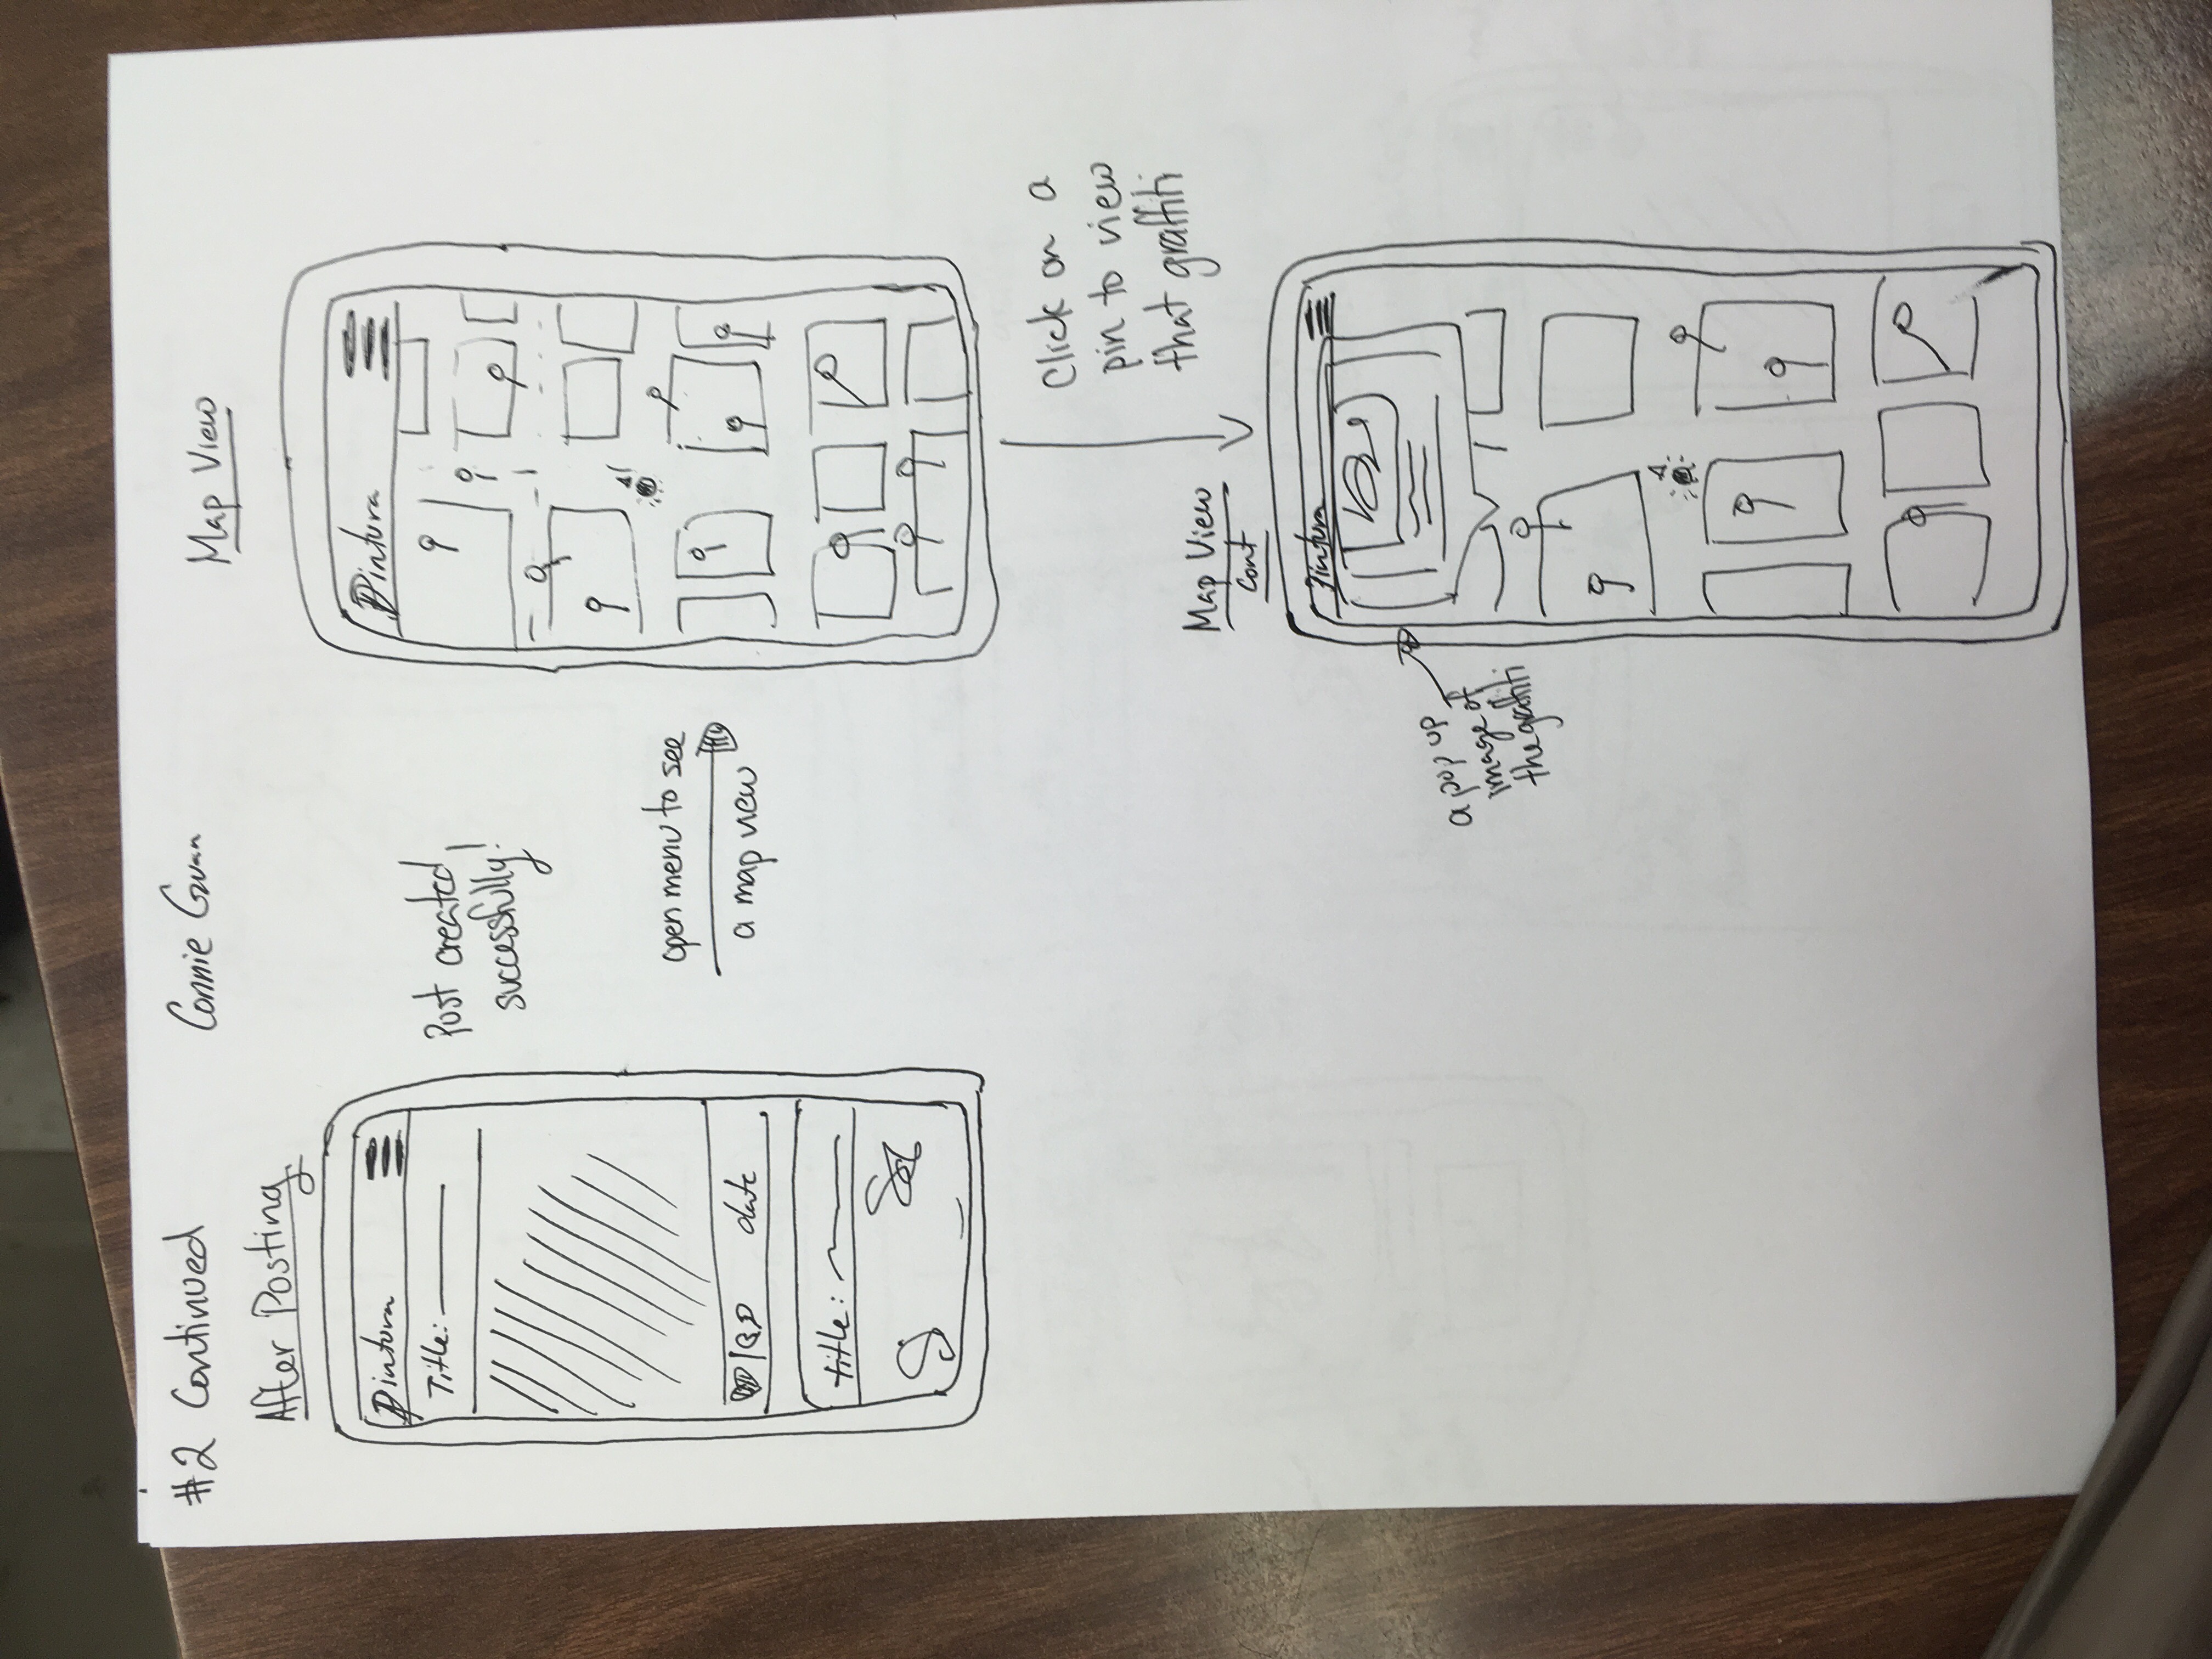 #2 Continued
Connie Guan
After Posting
Pintura
Title:
date
title:
Post created
successfully!
open menu to see
a map view
Map View
Pintura
Click on a
pin to view
that graffiti
Map View
cont
Pintura
a pop up
image of
the graffiti